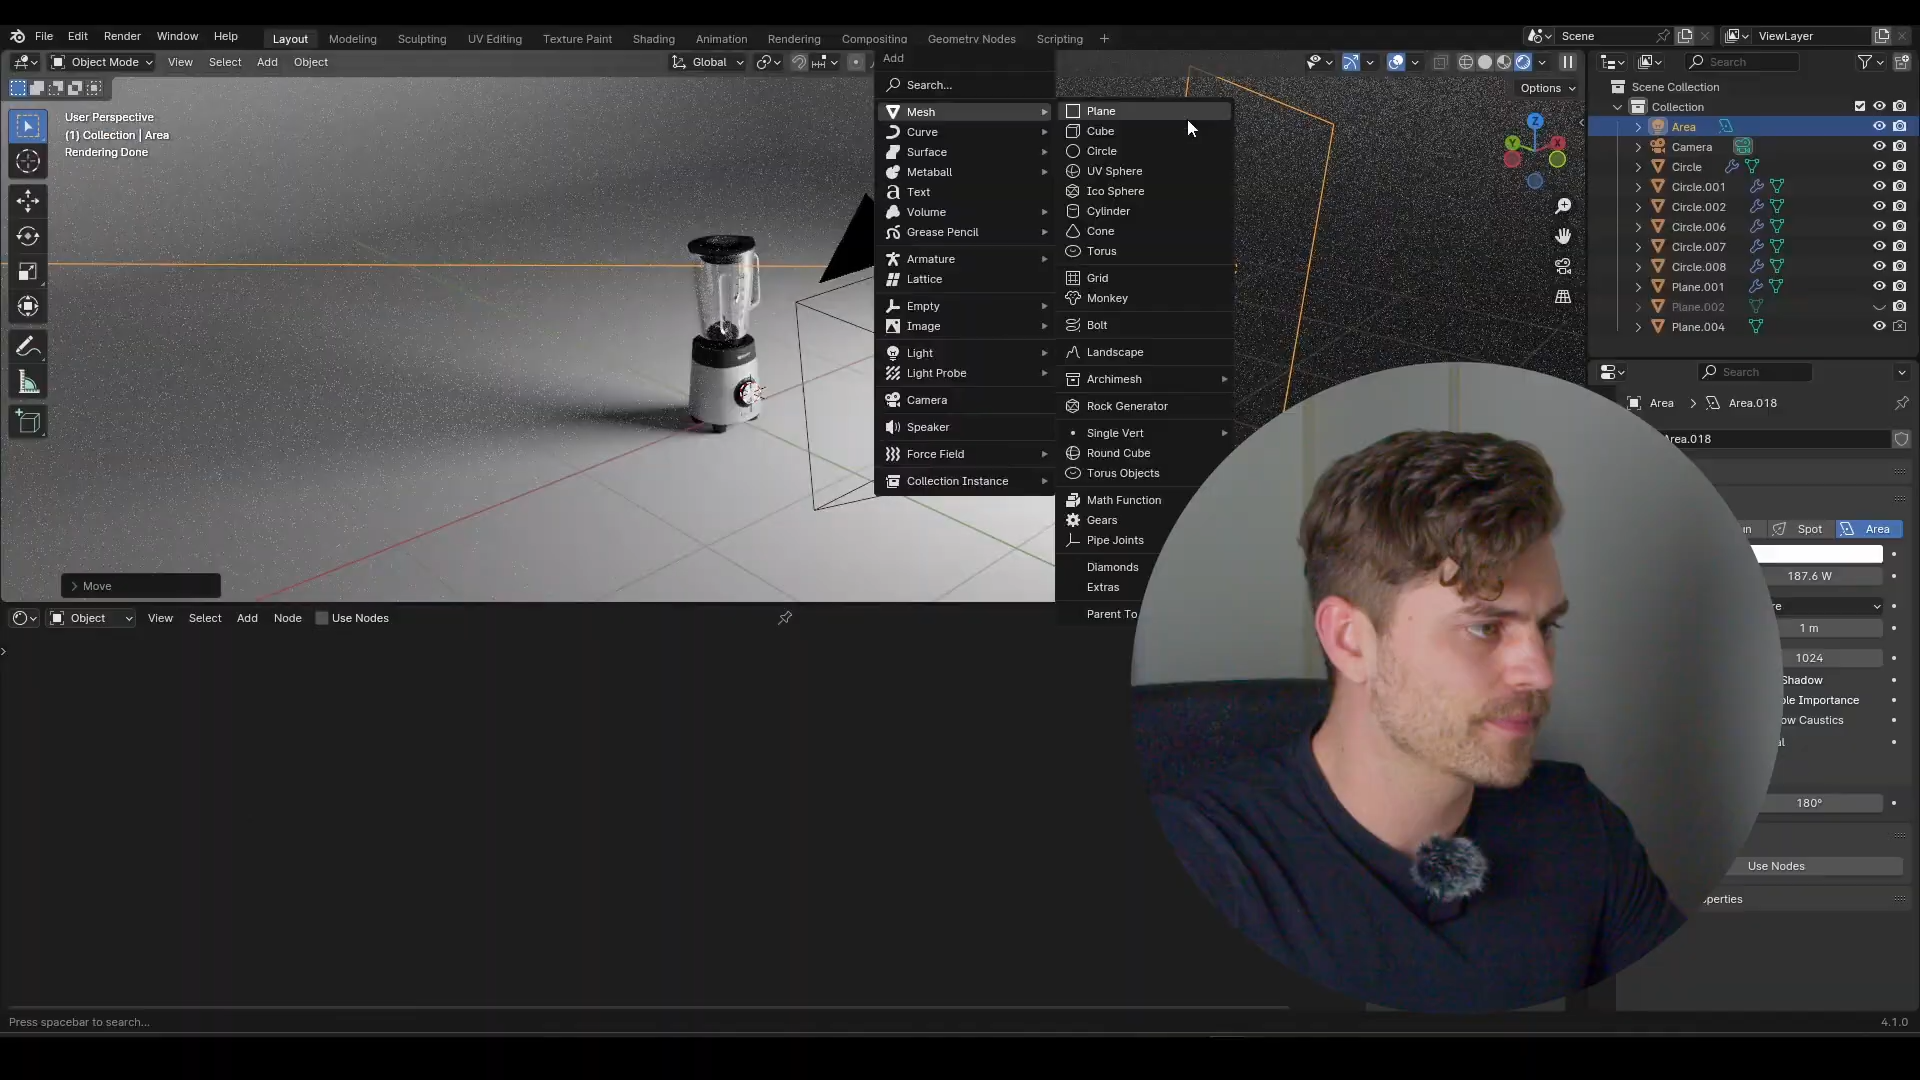 File Edit Render Window Help
Layout Modeling Sculpting UV Editing Texture Paint Shading Animation Rendering Compositing Geometry Nodes Scripting +
Scene
ViewLayer
Object Mode View Select Add Object
Global
Options
User Perspective
(1) Collection | Area
Rendering Done
Add
Search...
Mesh
Curve
Surface
Metaball
Text
Volume
Grease Pencil
Armature
Lattice
Empty
Image
Light
Light Probe
Camera
Speaker
Force Field
Collection Instance
Plane
Cube
Circle
UV Sphere
Ico Sphere
Cylinder
Cone
Torus
Grid
Monkey
Bolt
Landscape
Archimesh
Rock Generator
Single Vert
Round Cube
Torus Objects
Math Function
Gears
Pipe Joints
Diamonds
Extras
Parent To
Z
Y
X
Search
Scene Collection
Collection
Area
Camera
Circle
Circle.001
Circle.002
Circle.006
Circle.007
Circle.008
Plane.001
Plane.002
Plane.004
Search
Area > Area.018
Area.018
Spot Area
187.6 W
1 m
1024
Shadow
Importance
Caustics
180°
Use Nodes
> Move
Object View Select Add Node Use Nodes
Press spacebar to search...
4.1.0